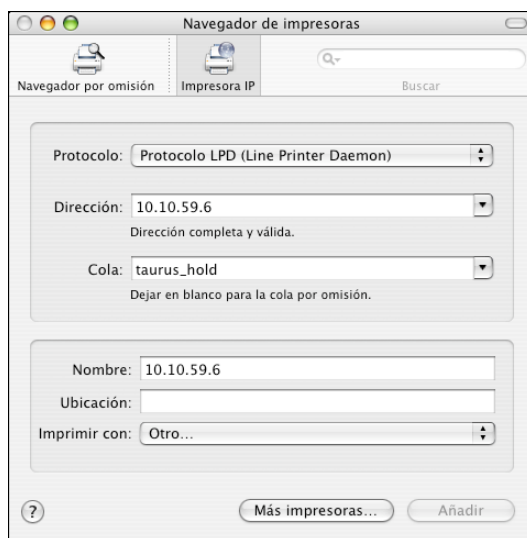 Navegador de impresoras
Navegador por omisión Impresora IP Buscar
Protocolo: Protocolo LPD (Line Printer Daemon)
Dirección: 10.10.59.6
Dirección completa y válida.
Cola: taurus_hold
Dejar en blanco para la cola por omisión.
Nombre: 10.10.59.6
Ubicación:
Imprimir con: Otro...
? Más impresoras... Añadir